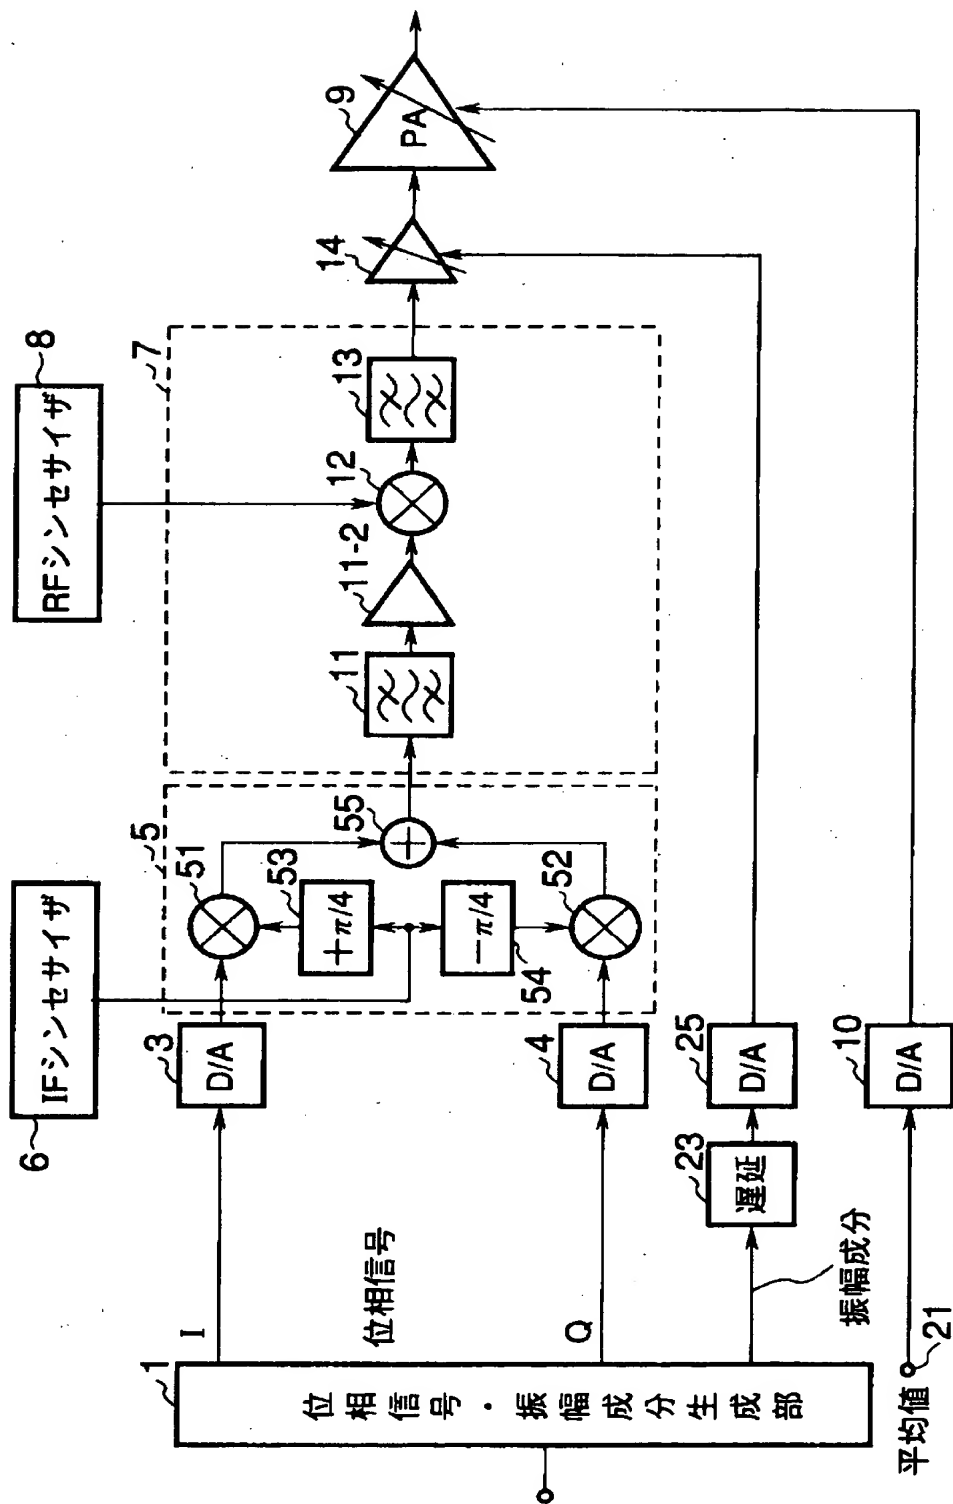 6
IFシンセサイザ
RFシンセサイザ
8
5
7
1
I
3
D/A
51
53
+π/4
−π/4
54
52
55
11
11-2
12
13
14
9
PA
位相信号
位相信号・振幅成分生成部
Q
4
D/A
23
遅延
25
D/A
振幅成分
平均値
21
10
D/A